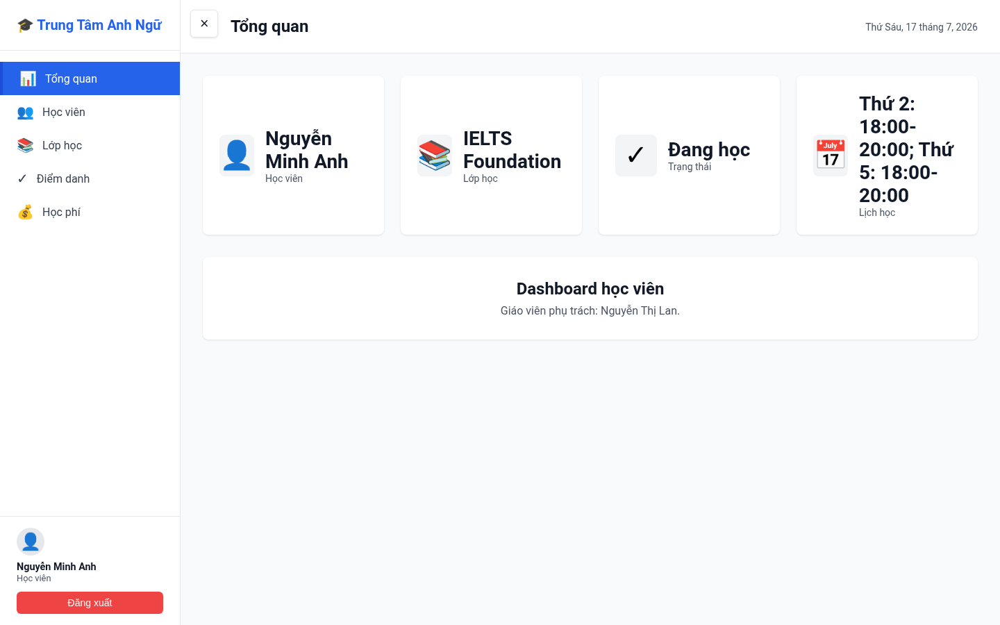 Trung Tâm Anh Ngữ
Tổng quan
Học viên
Lớp học
Điểm danh
Học phí
Nguyễn Minh Anh
Học viên
Đăng xuất
×
Tổng quan
Thứ Sáu, 17 tháng 7, 2026
Nguyễn
Minh Anh
Học viên
IELTS
Foundation
Lớp học
✓
Đang học
Trạng thái
July
17
Thứ 2:
18:00-
20:00; Thứ
5: 18:00-
20:00
Lịch học
Dashboard học viên
Giáo viên phụ trách: Nguyễn Thị Lan.